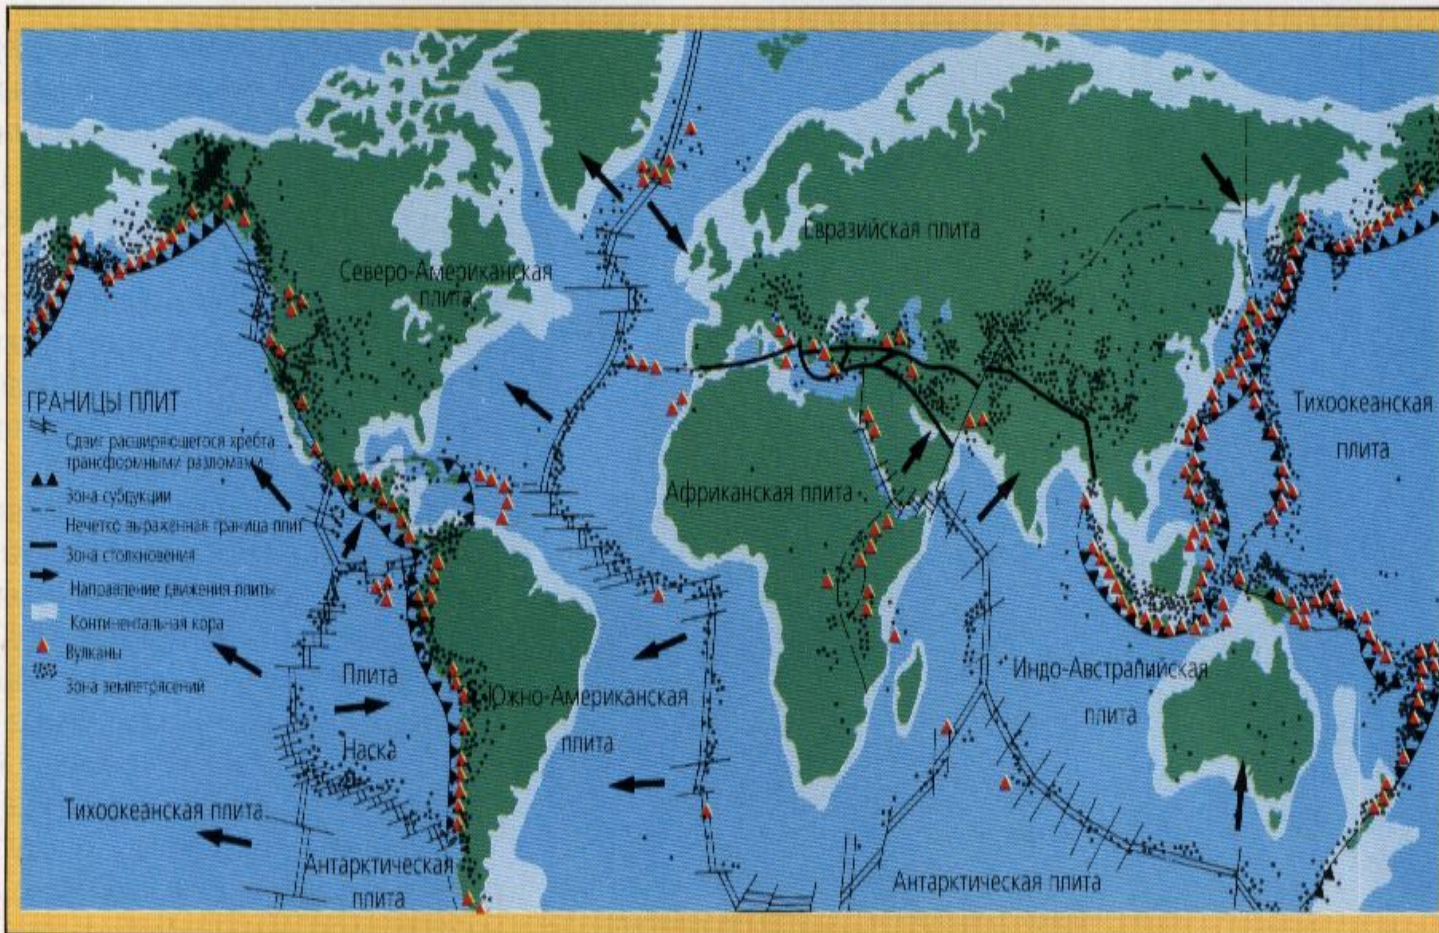 Евразийская плита
Северо-Американская
плита
ГРАНИЦЫ ПЛИТ
Сдвиг расширяющегося хребта
трансформными разломами
Зона субдукции
Нечетко выраженная граница плит
Зона столкновения
Направление движения плиты
Континентальная кора
Вулканы
Зона землетрясений
Тихоокеанская
плита
Африканская плита
Индо-Австралийская
плита
Плита
Наска
Южно-Американская
плита
Тихоокеанская плита
Антарктическая
плита
Антарктическая плита